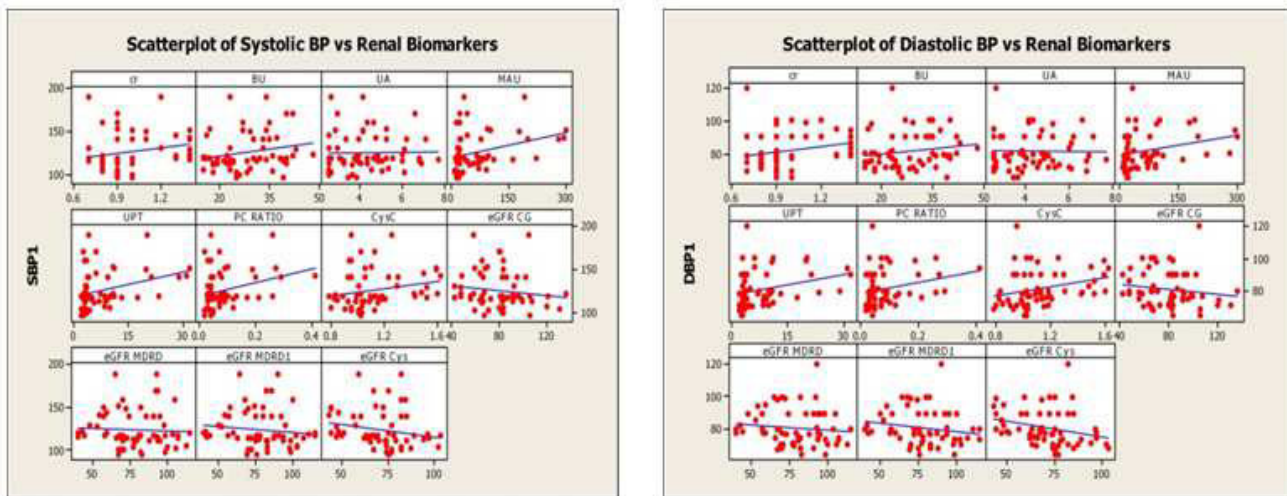 Scatterplot of Systolic BP vs Renal Biomarkers
cr BU UA MAU
200
150
100
0.6 0.9 1.2 20 35 50 4 6 80 150 300
UPT PC RATIO CysC eGFR CG
200
150
100
SBP1
0 15 30 0.0 0.2 0.4 0.8 1.2 1.6 40 80 120
eGFR MDRD eGFR MDRD1 eGFR Cys
200
150
100
50 75 100 50 75 100 50 75 100
Scatterplot of Diastolic BP vs Renal Biomarkers
cr BU UA MAU
120
100
80
0.6 0.9 1.2 20 35 50 4 6 80 150 300
UPT PC RATIO CysC eGFR CG
120
100
80
DBP1
0 15 30 0.0 0.2 0.4 0.8 1.2 1.6 40 80 120
eGFR MDRD eGFR MDRD1 eGFR Cys
120
100
80
50 75 100 50 75 100 50 75 100